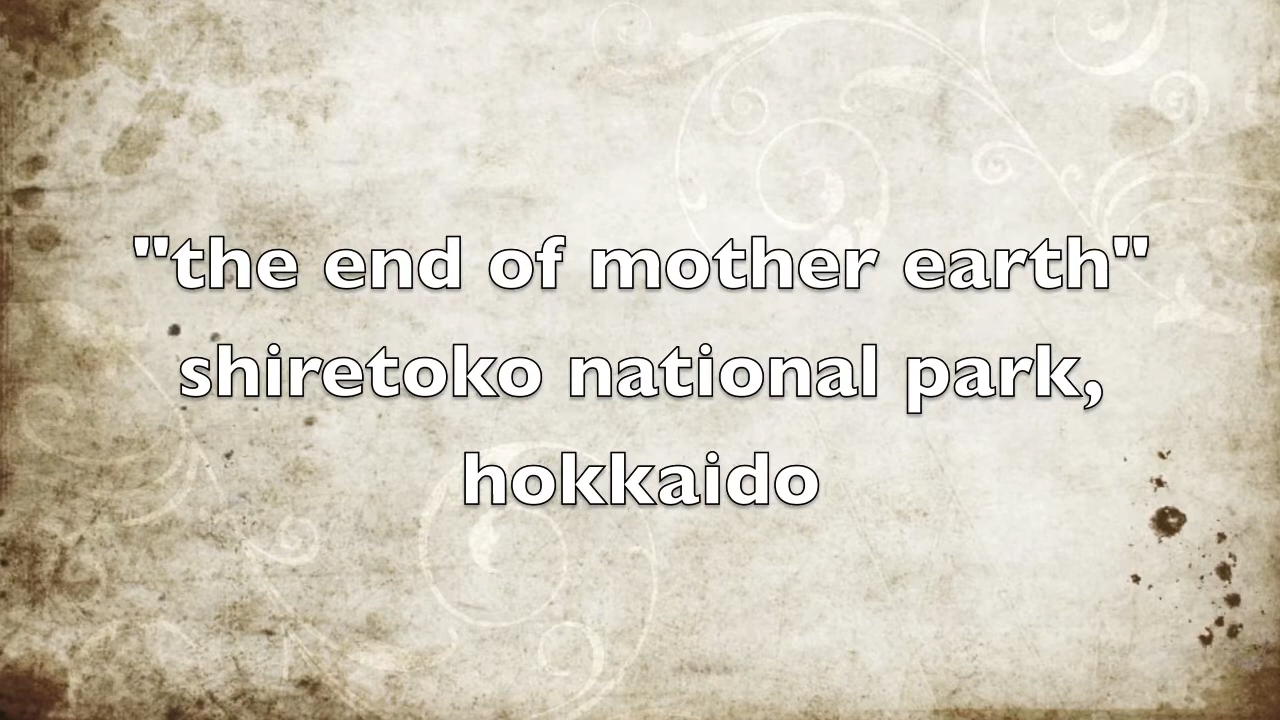 "the end of mother earth"
shiretoko national park,
hokkaido